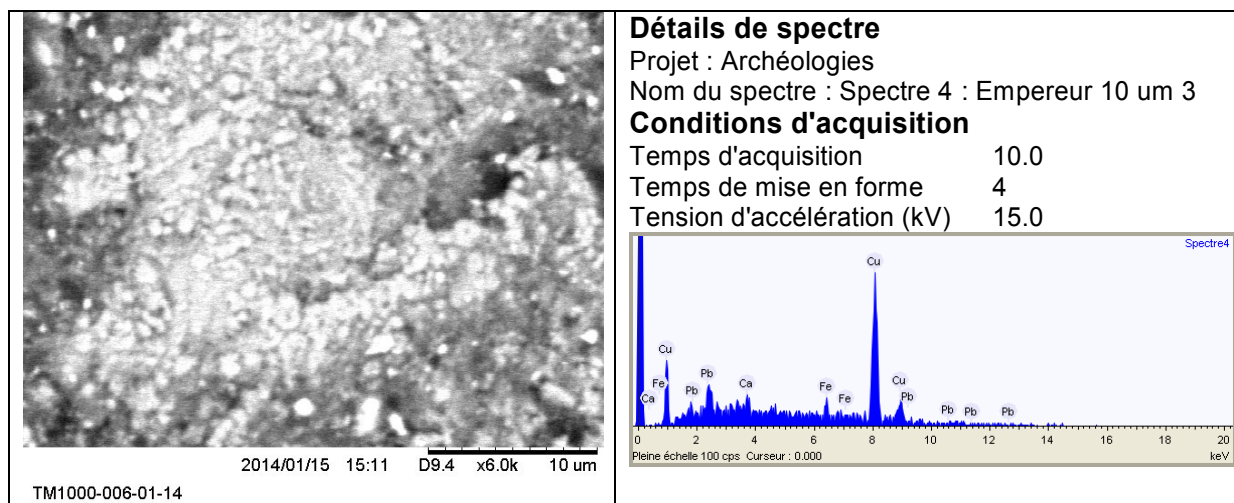 2014/01/15 15:11 D9.4 x6.0k 10 um
TM1000-006-01-14
Détails de spectre
Projet : Archéologies
Nom du spectre : Spectre 4 : Empereur 10 um 3
Conditions d'acquisition
Temps d'acquisition 10.0
Temps de mise en forme 4
Tension d'accélération (kV) 15.0
Spectre4
Cu
Cu
Pb
Fe
Pb
Ca
Fe
Cu
Ca
Fe
Pb
Pb
Pb
Pb
0 2 4 6 8 10 12 14 16 18 20
Pleine échelle 100 cps Curseur : 0.000 keV